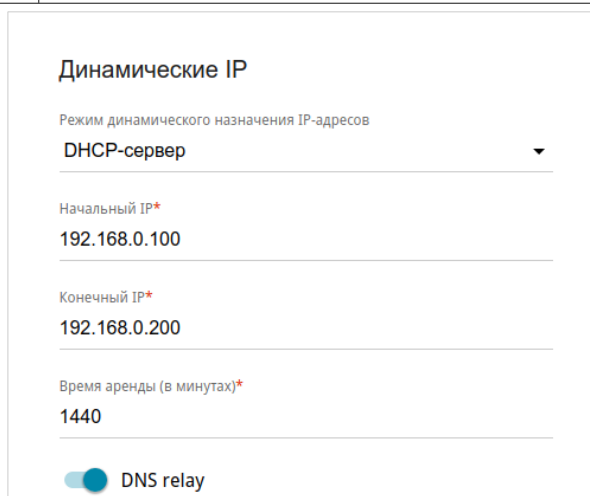 Динамические IP
Режим динамического назначения IP-адресов
DHCP-сервер
Начальный IP*
192.168.0.100
Конечный IP*
192.168.0.200
Время аренды (в минутах)*
1440
DNS relay